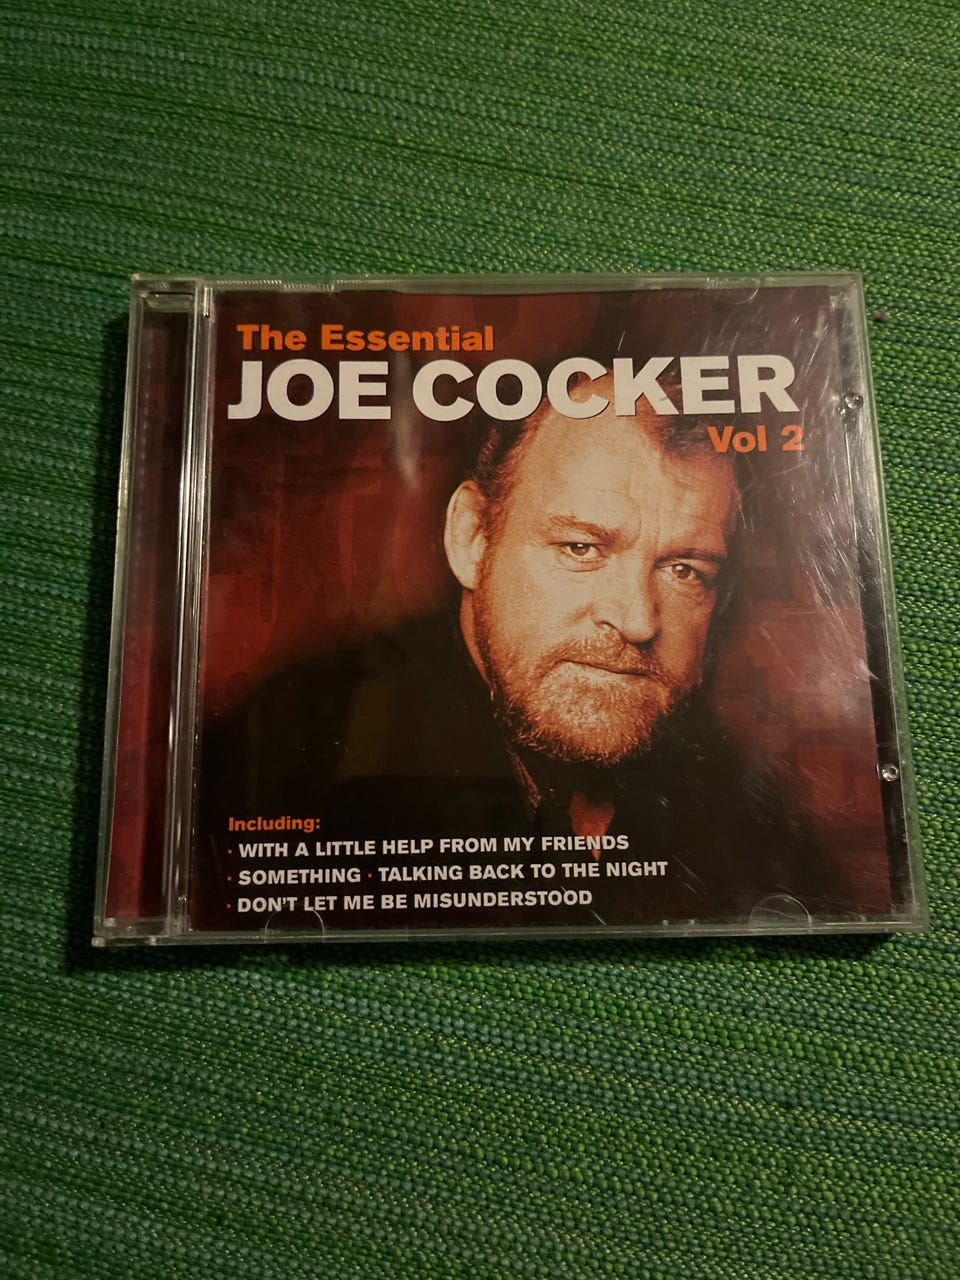 The Essential
JOE COCKER
Vol 2
Including:
· WITH A LITTLE HELP FROM MY FRIENDS
· SOMETHING · TALKING BACK TO THE NIGHT
· DON'T LET ME BE MISUNDERSTOOD